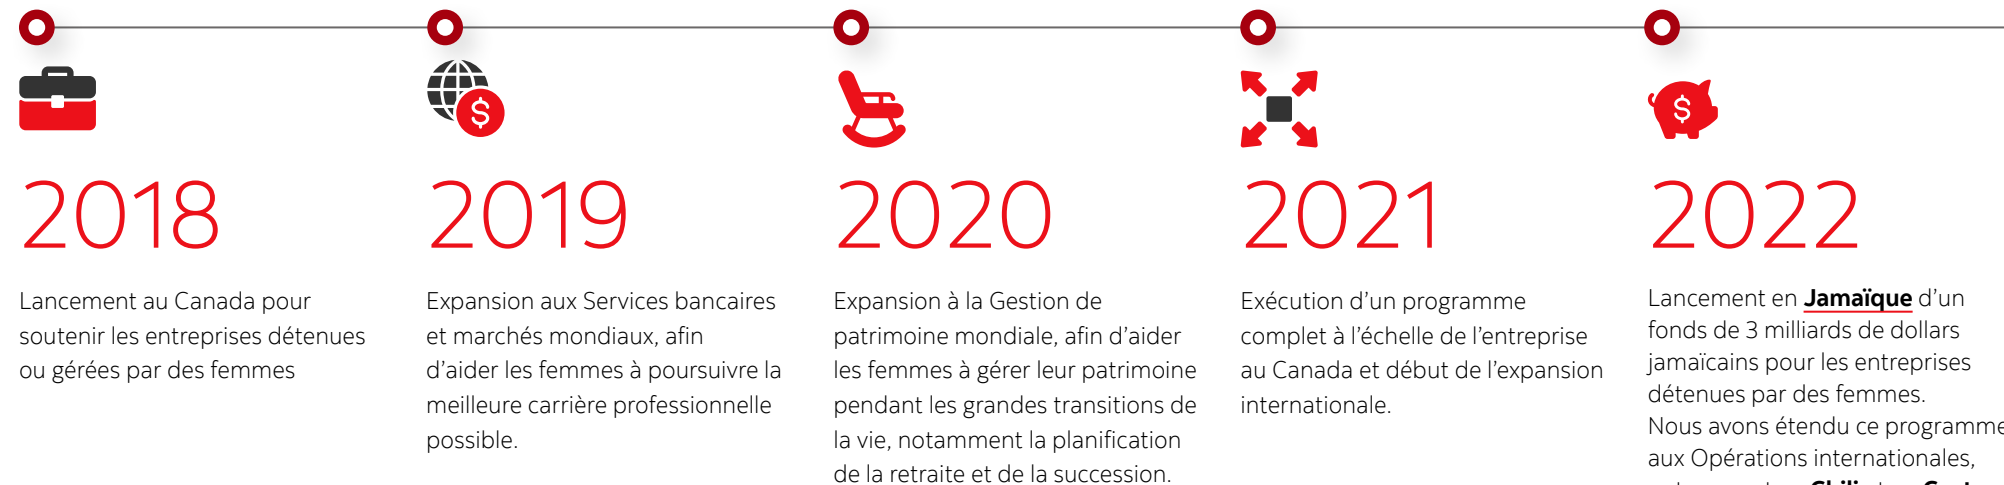 2018
Lancement au Canada pour
soutenir les entreprises détenues
ou gérées par des femmes
2019
Expansion aux Services bancaires
et marchés mondiaux, afin
d’aider les femmes à poursuivre la
meilleure carrière professionnelle
possible.
2020
Expansion à la Gestion de
patrimoine mondiale, afin d’aider
les femmes à gérer leur patrimoine
pendant les grandes transitions de
la vie, notamment la planification
de la retraite et de la succession.
2021
Exécution d’un programme
complet à l’échelle de l’entreprise
au Canada et début de l’expansion
internationale.
2022
Lancement en Jamaïque d’un
fonds de 3 milliards de dollars
jamaïcains pour les entreprises
détenues par des femmes.
Nous avons étendu ce programme
aux Opérations internationales,